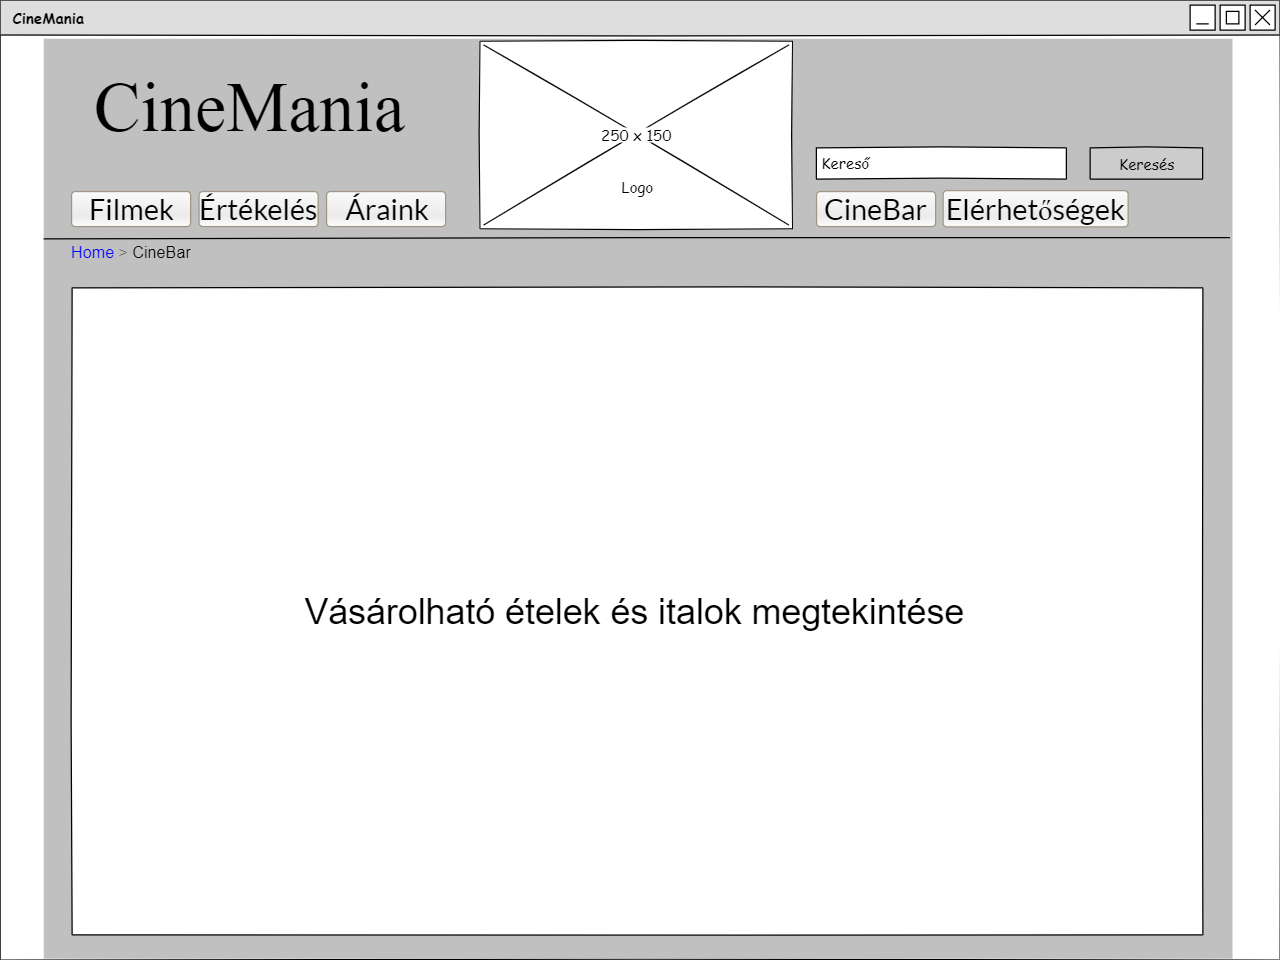 CineMania
CineMania
250 x 150
Logo
Kereső
Keresés
Filmek
Értékelés
Áraink
CineBar
Elérhetőségek
Home > CineBar
Vásárolható ételek és italok megtekintése